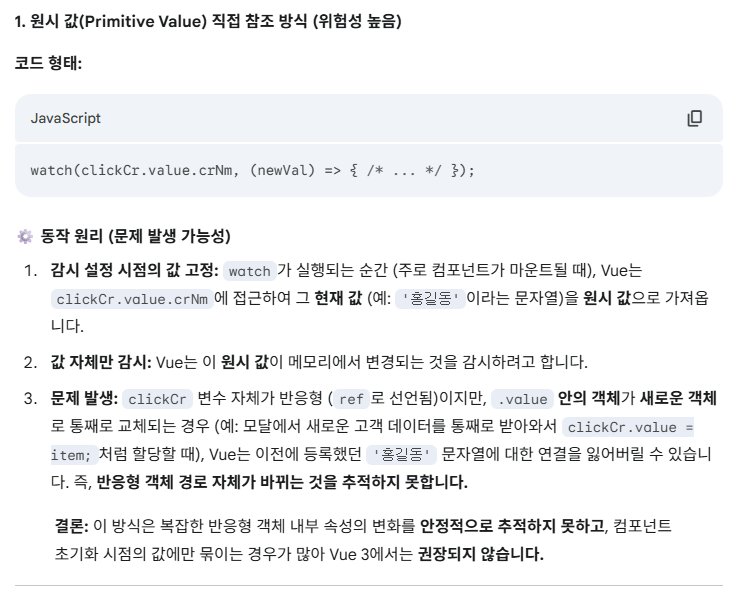 1. 원시 값(Primitive Value) 직접 참조 방식 (위험성 높음)
코드 형태:
JavaScript
watch(clickCr.value.crNm, (newVal) => { /* ... */ });
⚙️ 동작 원리 (문제 발생 가능성)
1. 감시 설정 시점의 값 고정: watch가 실행되는 순간 (주로 컴포넌트가 마운트될 때), Vue는
clickCr.value.crNm에 접근하여 그 현재 값 (예: '홍길동'이라는 문자열)을 원시 값으로 가져옵
니다.
2. 값 자체만 감시: Vue는 이 원시 값이 메모리에서 변경되는 것을 감시하려고 합니다.
3. 문제 발생: clickCr 변수 자체가 반응형 (ref로 선언됨)이지만, .value 안의 객체가 새로운 객체
로 통째로 교체되는 경우 (예: 모달에서 새로운 고객 데이터를 통째로 받아와서 clickCr.value =
item;처럼 할당할 때), Vue는 이전에 등록했던 '홍길동' 문자열에 대한 연결을 잃어버릴 수 있습니
다. 즉, 반응형 객체 경로 자체가 바뀌는 것을 추적하지 못합니다.
결론: 이 방식은 복잡한 반응형 객체 내부 속성의 변화를 안정적으로 추적하지 못하고, 컴포넌트
초기화 시점의 값에만 묶이는 경우가 많아 Vue 3에서는 권장되지 않습니다.